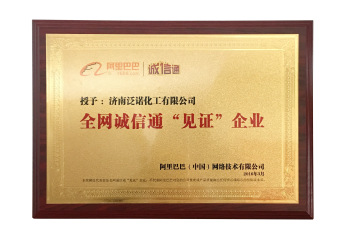 阿里巴巴 诚信通
授予：济南泛诺化工有限公司
全网诚信通“见证”企业
阿里巴巴（中国）网络技术有限公司